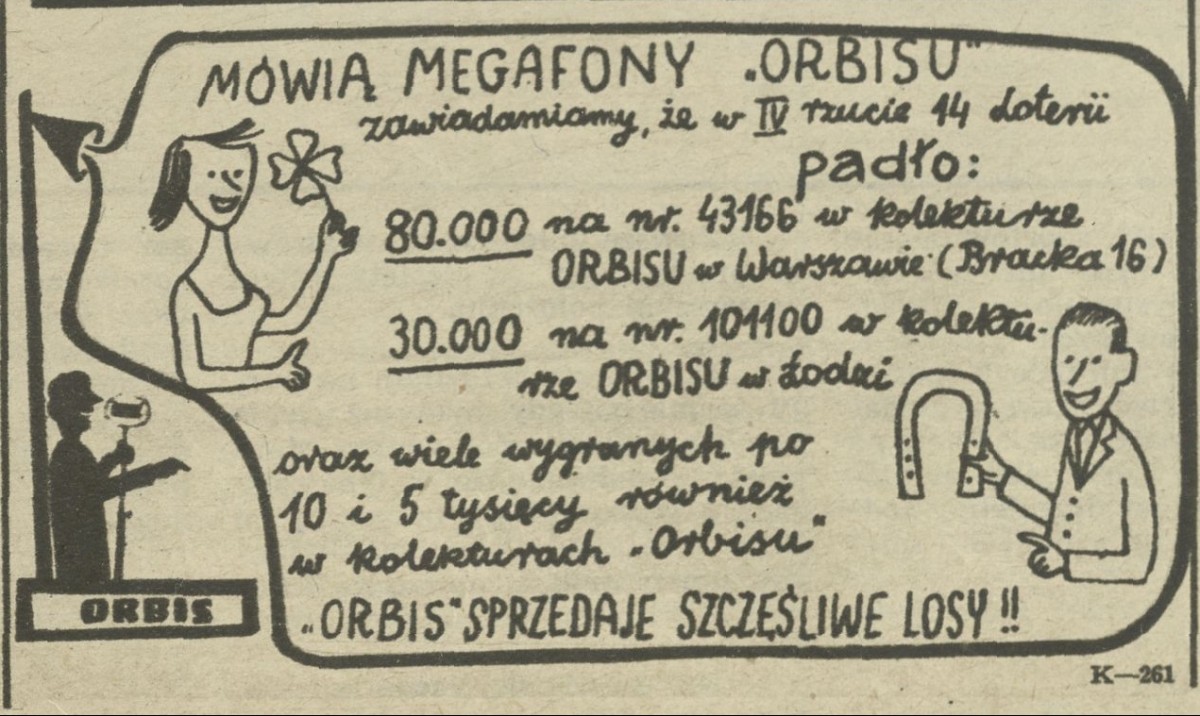 MÓWIĄ MEGAFONY „ORBISU"
zawiadamiamy, że w IV rzucie 14 Loterii
padło:
80.000 na nr. 43166 w kolekturze
ORBISU w Warszawie (Bracka 16)
30.000 na nr. 101100 w kolektu-
rze ORBISU w Łodzi
oraz wiele wygranych po
10 i 5 tysięcy również
w kolekturach „Orbisu"
„ORBIS" SPRZEDAJE SZCZĘŚLIWE LOSY!!
ORBIS
K—261